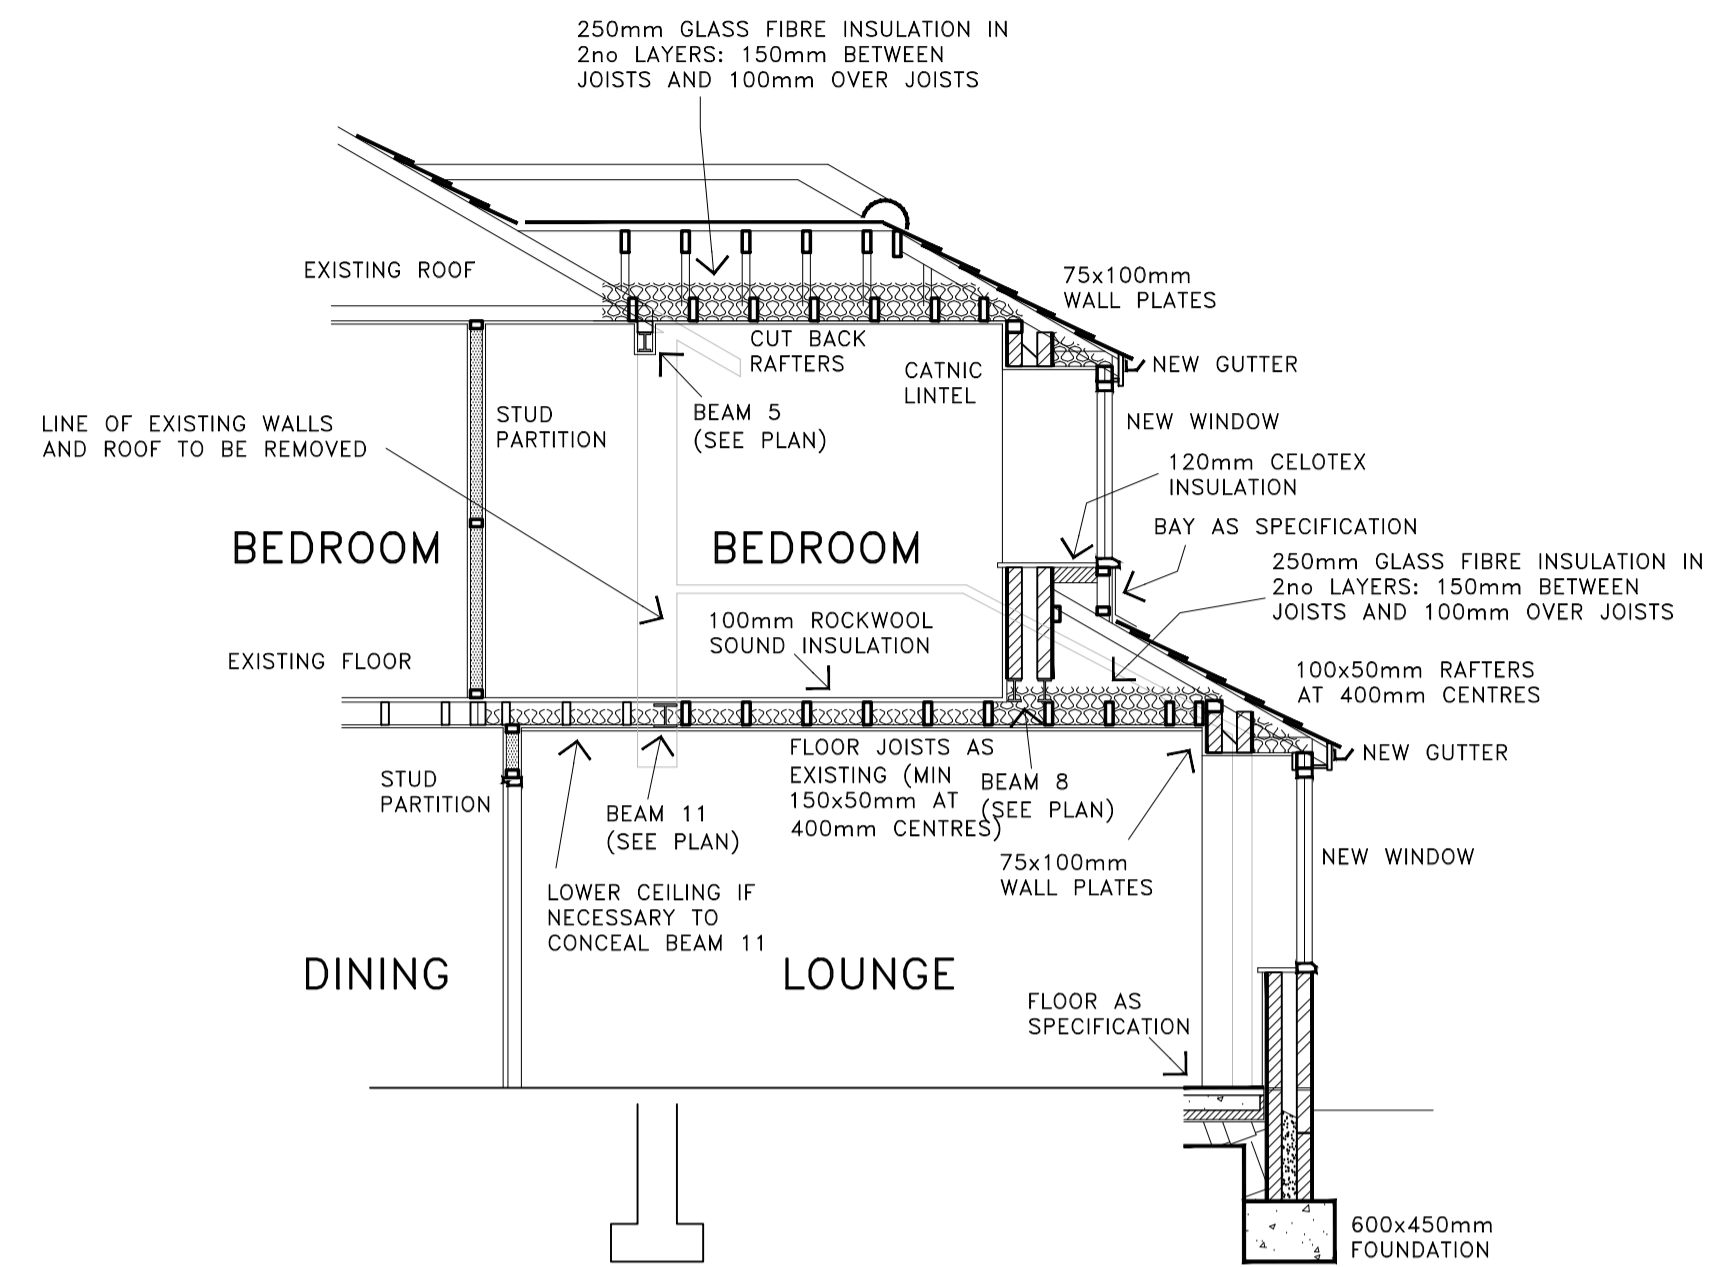 250mm GLASS FIBRE INSULATION IN
2no LAYERS: 150mm BETWEEN
JOISTS AND 100mm OVER JOISTS
EXISTING ROOF
75x100mm
WALL PLATES
CUT BACK
RAFTERS
CATNIC
LINTEL
NEW GUTTER
STUD
PARTITION
BEAM 5
(SEE PLAN)
NEW WINDOW
LINE OF EXISTING WALLS
AND ROOF TO BE REMOVED
120mm CELOTEX
INSULATION
BAY AS SPECIFICATION
BEDROOM
BEDROOM
250mm GLASS FIBRE INSULATION IN
2no LAYERS: 150mm BETWEEN
JOISTS AND 100mm OVER JOISTS
100mm ROCKWOOL
SOUND INSULATION
EXISTING FLOOR
100x50mm RAFTERS
AT 400mm CENTRES
STUD
PARTITION
FLOOR JOISTS AS
EXISTING (MIN
150x50mm AT
400mm CENTRES)
BEAM 8
(SEE PLAN)
NEW GUTTER
BEAM 11
(SEE PLAN)
75x100mm
WALL PLATES
NEW WINDOW
LOWER CEILING IF
NECESSARY TO
CONCEAL BEAM 11
DINING
LOUNGE
FLOOR AS
SPECIFICATION
600x450mm
FOUNDATION